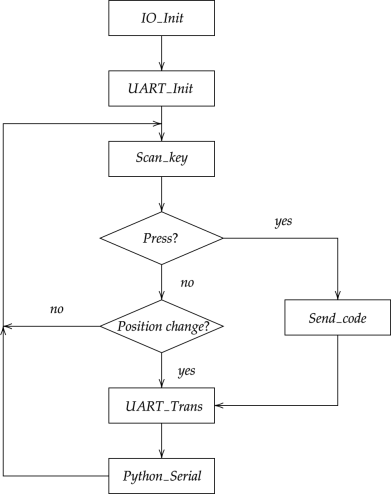 IO_Init
UART_Init
Scan_key
Press?
yes
no
Position change?
no
Send_code
yes
UART_Trans
Python_Serial